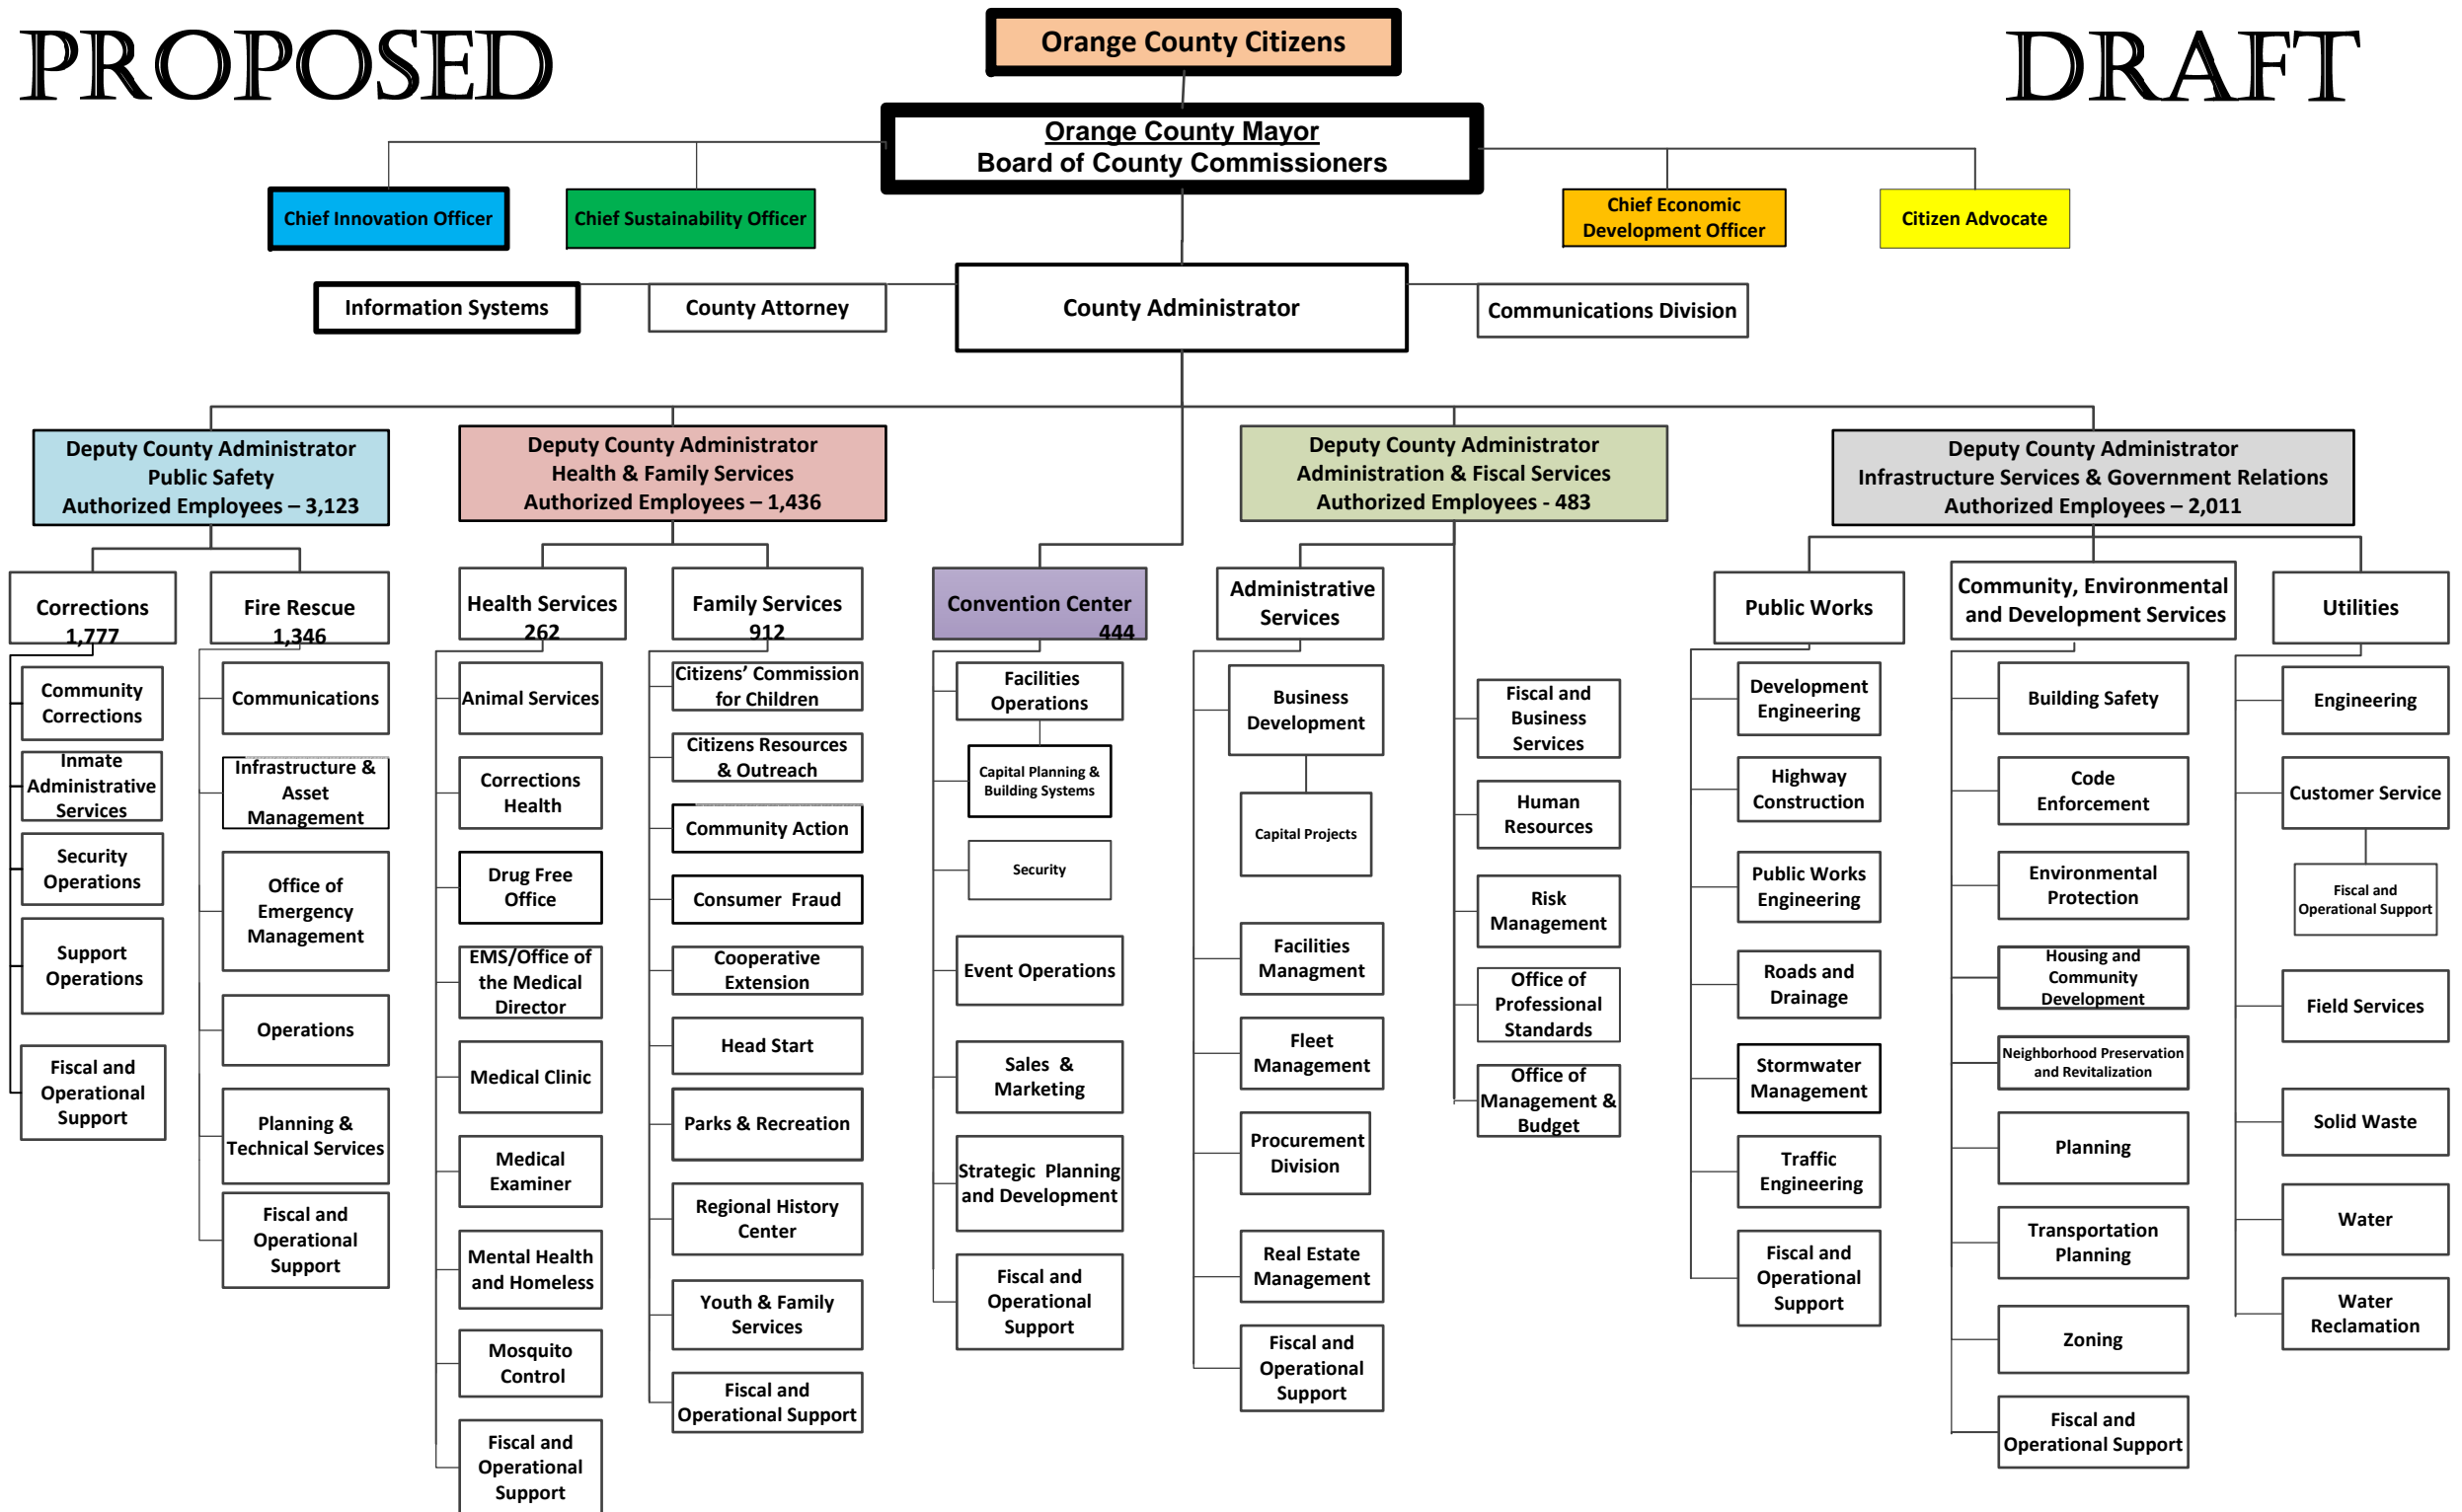 PROPOSED
DRAFT
Orange County Citizens
Orange County Mayor
Board of County Commissioners
Chief Innovation Officer
Chief Sustainability Officer
Chief Economic
Development Officer
Citizen Advocate
Information Systems
County Attorney
County Administrator
Communications Division
Deputy County Administrator
Public Safety
Authorized Employees – 3,123
Deputy County Administrator
Health & Family Services
Authorized Employees – 1,436
Deputy County Administrator
Administration & Fiscal Services
Authorized Employees - 483
Deputy County Administrator
Infrastructure Services & Government Relations
Authorized Employees – 2,011
Corrections
1,777
Community
Corrections
Inmate
Administrative
Services
Security
Operations
Support
Operations
Fiscal and
Operational
Support
Fire Rescue
1,346
Communications
Infrastructure &
Asset
Management
Office of
Emergency
Management
Operations
Planning &
Technical Services
Fiscal and
Operational
Support
Health Services
262
Animal Services
Corrections
Health
Drug Free
Office
EMS/Office of
the Medical
Director
Medical Clinic
Medical
Examiner
Mental Health
and Homeless
Mosquito
Control
Fiscal and
Operational
Support
Family Services
912
Citizens’ Commission
for Children
Citizens Resources
& Outreach
Community Action
Consumer Fraud
Cooperative
Extension
Head Start
Parks & Recreation
Regional History
Center
Youth & Family
Services
Fiscal and
Operational Support
Convention Center
444
Facilities
Operations
Capital Planning &
Building Systems
Security
Event Operations
Sales &
Marketing
Strategic Planning
and Development
Fiscal and
Operational
Support
Administrative
Services
Business
Development
Capital Projects
Facilities
Managment
Fleet
Management
Procurement
Division
Real Estate
Management
Fiscal and
Operational
Support
Fiscal and
Business
Services
Human
Resources
Risk
Management
Office of
Professional
Standards
Office of
Management &
Budget
Public Works
Development
Engineering
Highway
Construction
Public Works
Engineering
Roads and
Drainage
Stormwater
Management
Traffic
Engineering
Fiscal and
Operational
Support
Community, Environmental
and Development Services
Building Safety
Code
Enforcement
Environmental
Protection
Housing and
Community
Development
Neighborhood Preservation
and Revitalization
Planning
Transportation
Planning
Zoning
Fiscal and
Operational Support
Utilities
Engineering
Customer Service
Fiscal and
Operational Support
Field Services
Solid Waste
Water
Water
Reclamation